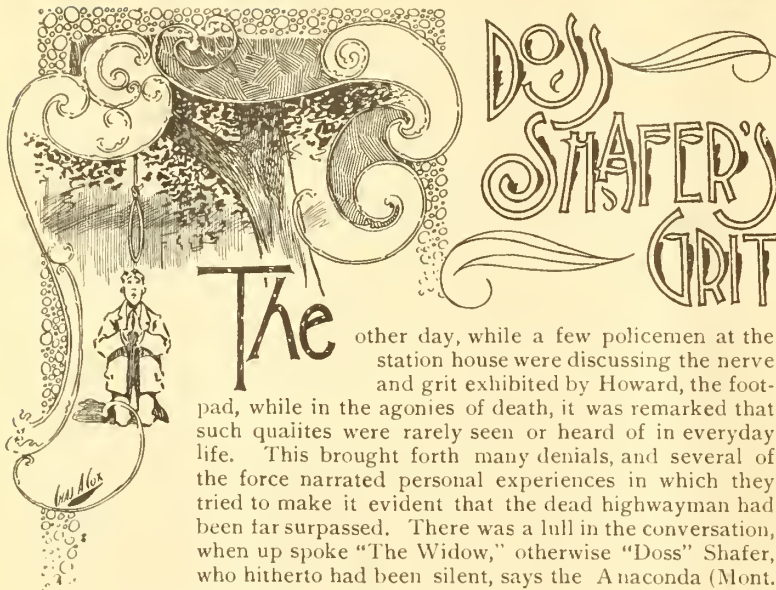 DOSS
SHAFER'S
GRIT
The other day, while a few policemen at the
station house were discussing the nerve
and grit exhibited by Howard, the foot-
pad, while in the agonies of death, it was remarked that
such quaiites were rarely seen or heard of in everyday
life. This brought forth many denials, and several of
the force narrated personal experiences in which they
tried to make it evident that the dead highwayman had
been far surpassed. There was a lull in the conversation,
when up spoke "The Widow," otherwise "Doss" Shafer,
who hitherto had been silent, says the Anaconda (Mont.
CHAS A COX